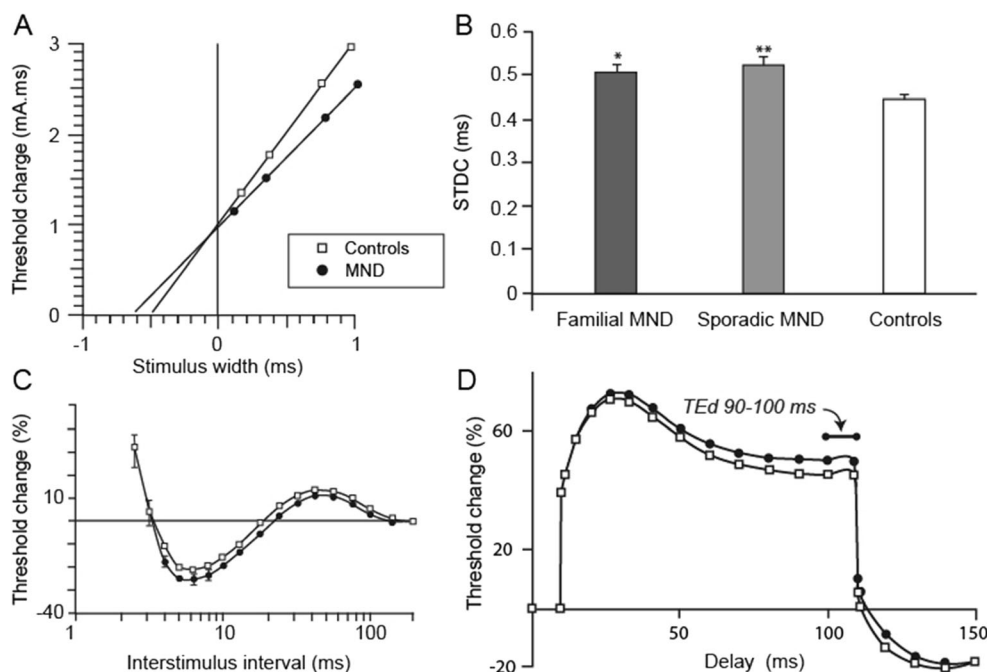 A
Threshold charge (mA.ms)
3
2
1
0
-1
0
1
Stimulus width (ms)
Controls
MND
B
STDC (ms)
0.6
0.5
0.4
0.3
0.2
0.1
0
*
**
Familial MND
Sporadic MND
Controls
C
Threshold change (%)
10
-40
1
10
100
Interstimulus interval (ms)
D
Threshold change (%)
60
20
-20
TEd 90-100 ms
50
100
150
Delay (ms)